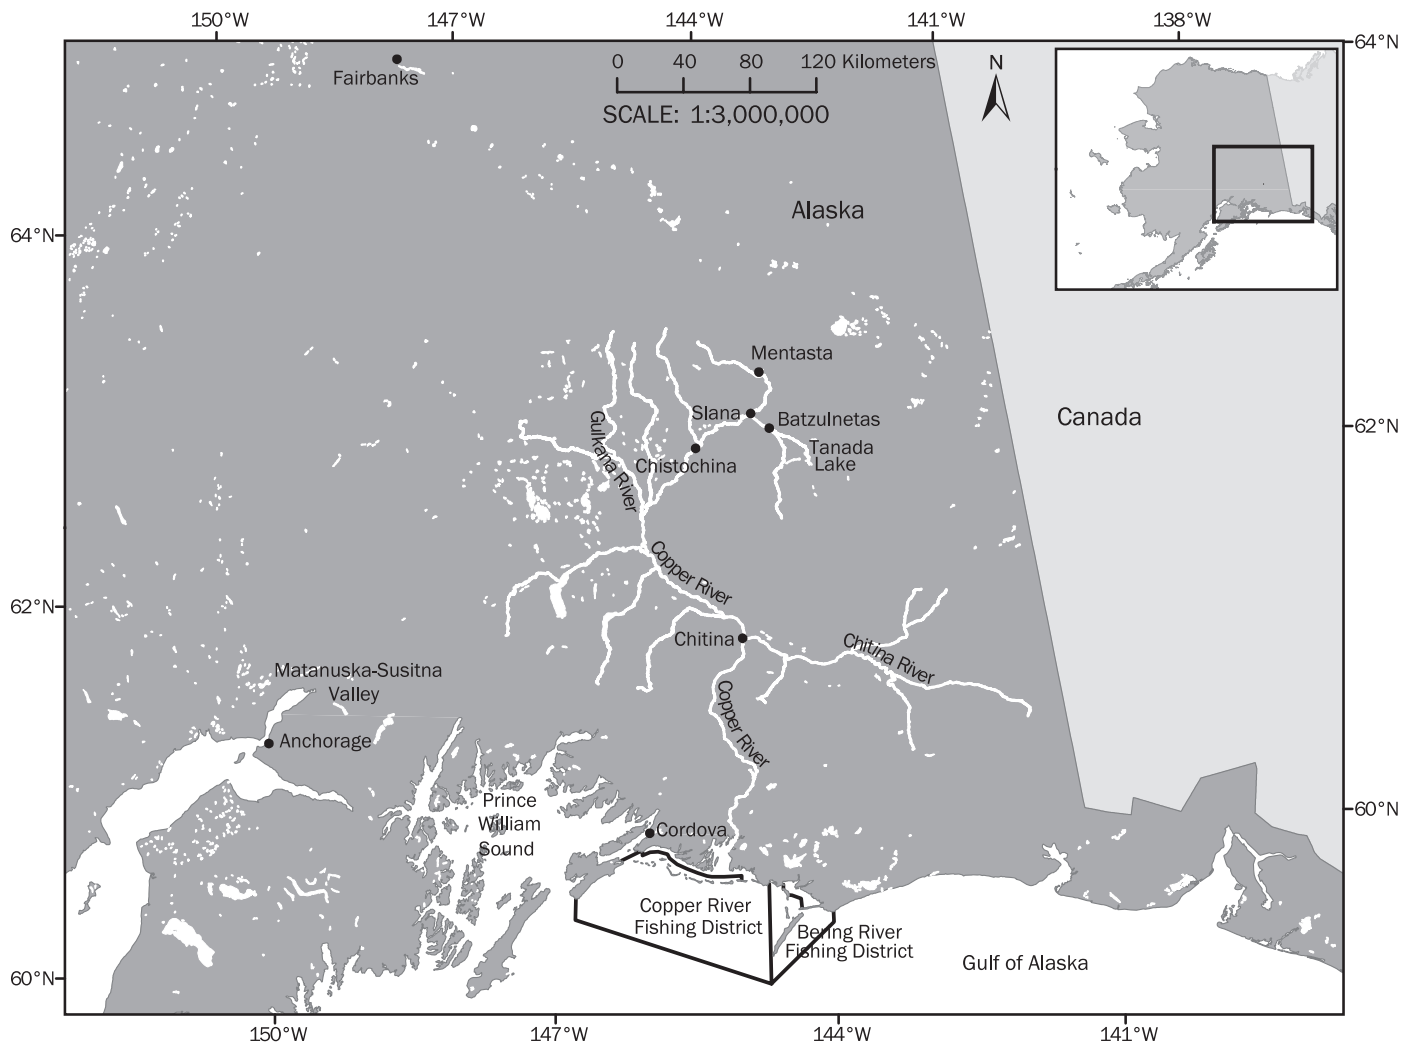 150°W
147°W
144°W
141°W
138°W
64°N
Fairbanks
0
40
80
120 Kilometers
SCALE: 1:3,000,000
N
Alaska
64°N
Mentasta
Slana
Batzulnetas
Canada
62°N
Gulkana River
Tanada
Lake
Chistochina
Copper River
62°N
Chitina
Chitina River
Matanuska-Susitna
Valley
Copper River
Anchorage
Prince
William
Sound
60°N
Cordova
Copper River
Fishing District
Bering River
Fishing District
Gulf of Alaska
60°N
150°W
147°W
144°W
141°W